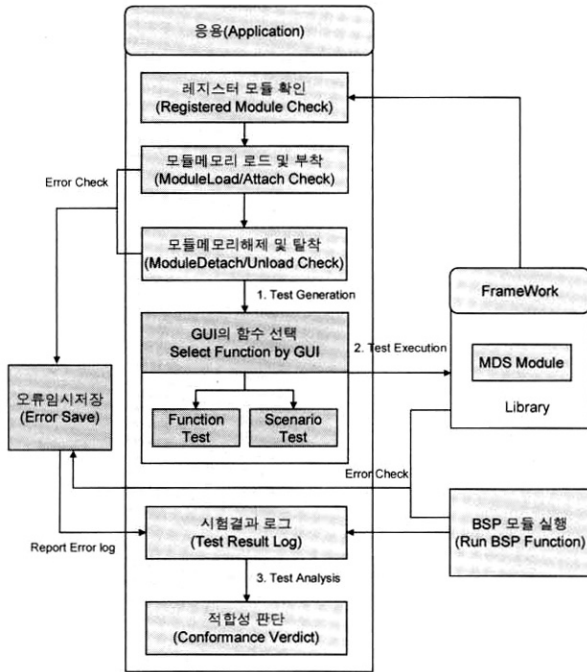 응용(Application)
레지스터 모듈 확인
(Registered Module Check)
모듈메모리 로드 및 부착
(ModuleLoad/Attach Check)
Error Check
모듈메모리해제 및 탈착
(ModuleDetach/Unload Check)
1. Test Generation
FrameWork
GUI의 함수 선택
Select Function by GUI
2. Test Execution
MDS Module
Library
오류임시저장
(Error Save)
Function
Test
Scenario
Test
Error Check
시험결과 로그
(Test Result Log)
BSP 모듈 실행
(Run BSP Function)
Report Error log
3. Test Analysis
적합성 판단
(Conformance Verdict)